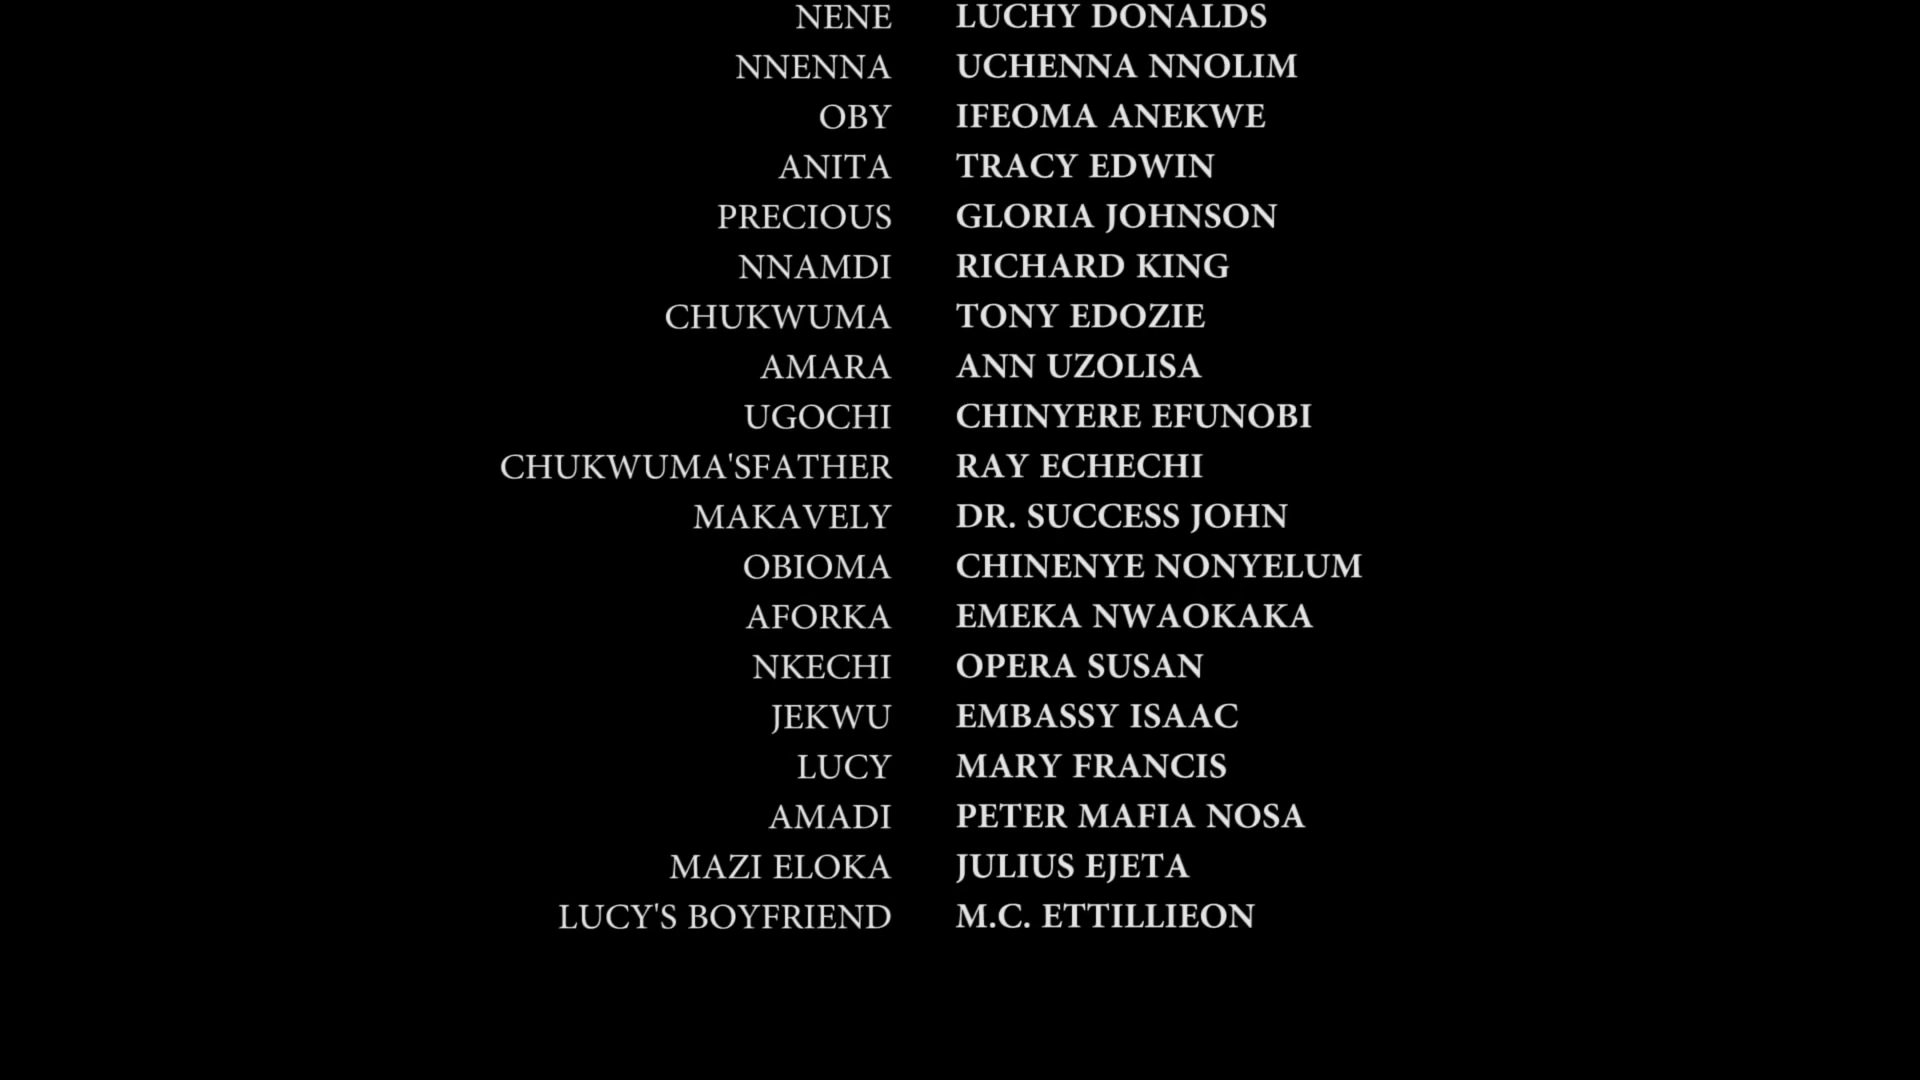 NENE LUCHY DONALDS
NNENNA UCHENNA NNOLIM
OBY IFEOMA ANEKWE
ANITA TRACY EDWIN
PRECIOUS GLORIA JOHNSON
NNAMDI RICHARD KING
CHUKWUMA TONY EDOZIE
AMARA ANN UZOLISA
UGOCHI CHINYERE EFUNOBI
CHUKWUMA'SFATHER RAY ECHECHI
MAKAVELY DR. SUCCESS JOHN
OBIOMA CHINENYE NONYELUM
AFORKA EMEKA NWAOKAKA
NKECHI OPERA SUSAN
JEKWU EMBASSY ISAAC
LUCY MARY FRANCIS
AMADI PETER MAFIA NOSA
MAZI ELOKA JULIUS EJETA
LUCY'S BOYFRIEND M.C. ETTILLIEON